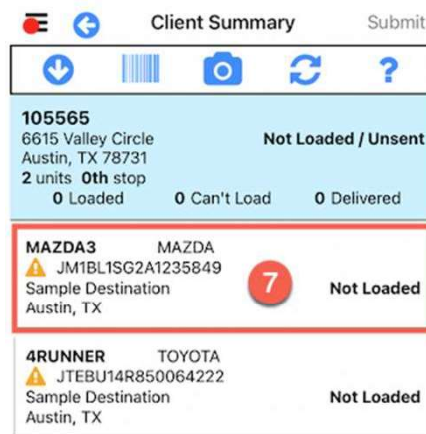 Client Summary Submit
?
105565
6615 Valley Circle Not Loaded / Unsent
Austin, TX 78731
2 units 0th stop
0 Loaded 0 Can't Load 0 Delivered
MAZDA3 MAZDA
JM1BL1SG2A1235849
7
Sample Destination Not Loaded
Austin, TX
4RUNNER TOYOTA
JTEBU14R850064222
Sample Destination Not Loaded
Austin, TX